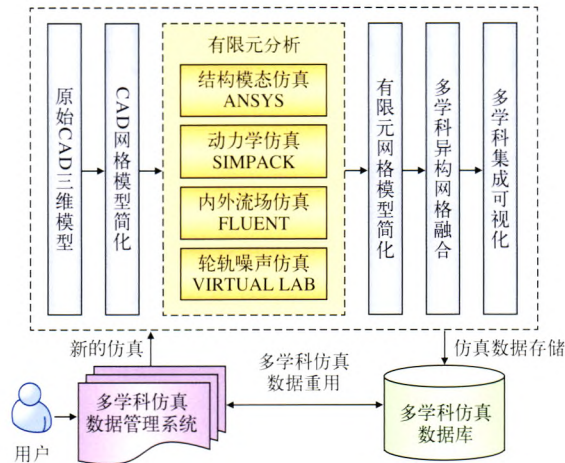 原始CAD三维模型
CAD网格模型简化
有限元分析
结构模态仿真
ANSYS
动力学仿真
SIMPACK
内外流场仿真
FLUENT
轮轨噪声仿真
VIRTUAL LAB
有限元网格模型简化
多学科异构网格融合
多学科集成可视化
新的仿真
多学科仿真
数据重用
仿真数据存储
用户
多学科仿真
数据管理系统
多学科仿真
数据库